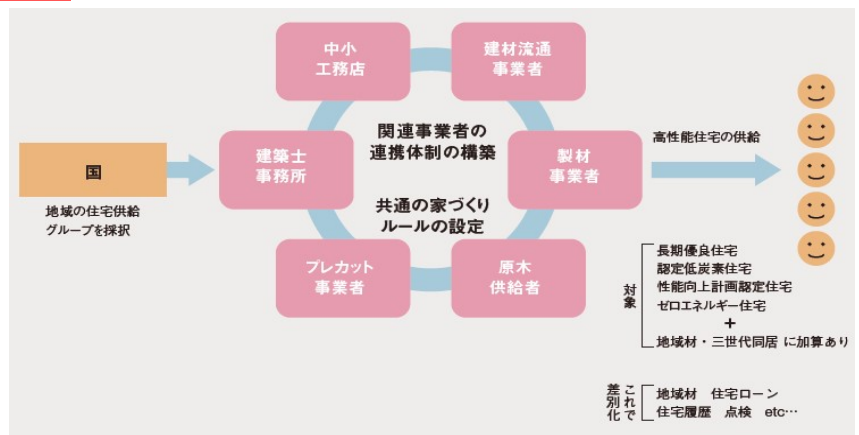 国
地域の住宅供給
グループを採択
中小
工務店
建材流通
事業者
建築士
事務所
関連事業者の
連携体制の構築
共通の家づくり
ルールの設定
製材
事業者
プレカット
事業者
原木
供給者
高性能住宅の供給
対象
長期優良住宅
認定低炭素住宅
性能向上計画認定住宅
ゼロエネルギー住宅
+
地域材・三世代同居 に加算あり
これで
差別化
地域材 住宅ローン
住宅履歴 点検 etc…